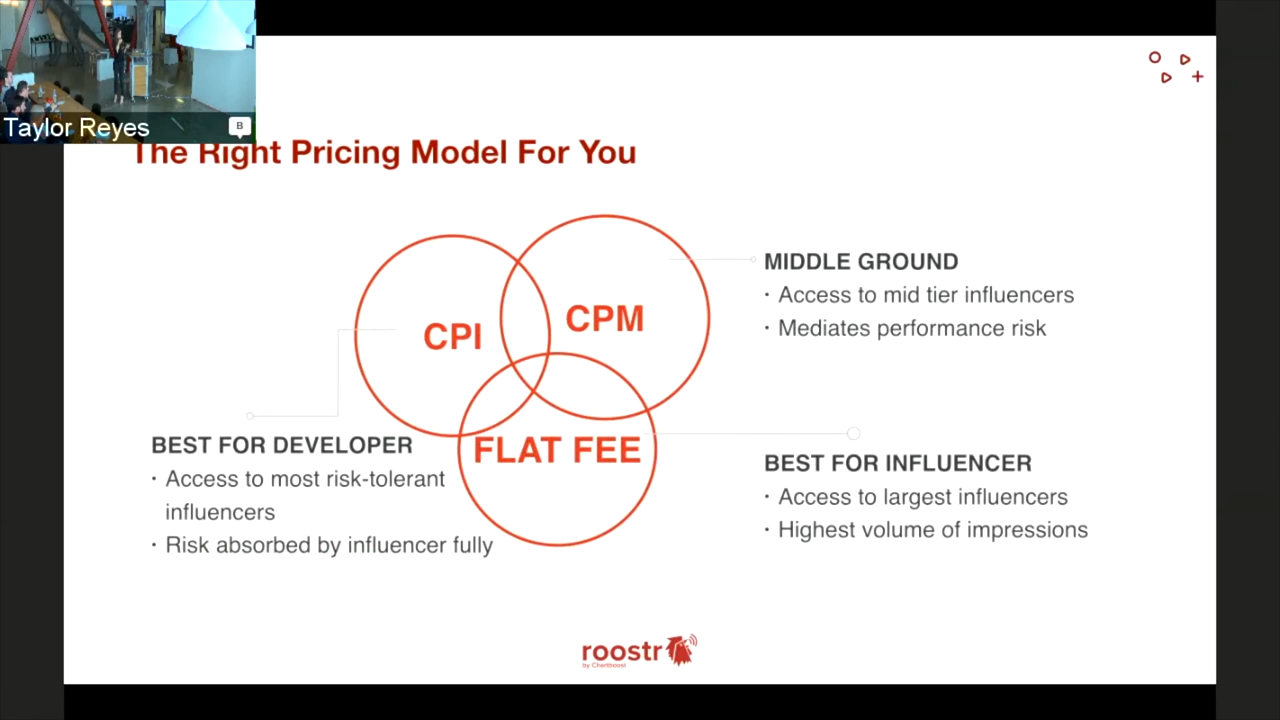 Taylor Reyes
B
The Right Pricing Model For You
CPI
CPM
FLAT FEE
MIDDLE GROUND
· Access to mid tier influencers
· Mediates performance risk
BEST FOR DEVELOPER
· Access to most risk-tolerant
influencers
· Risk absorbed by influencer fully
BEST FOR INFLUENCER
· Access to largest influencers
· Highest volume of impressions
roostr
by Chartboost